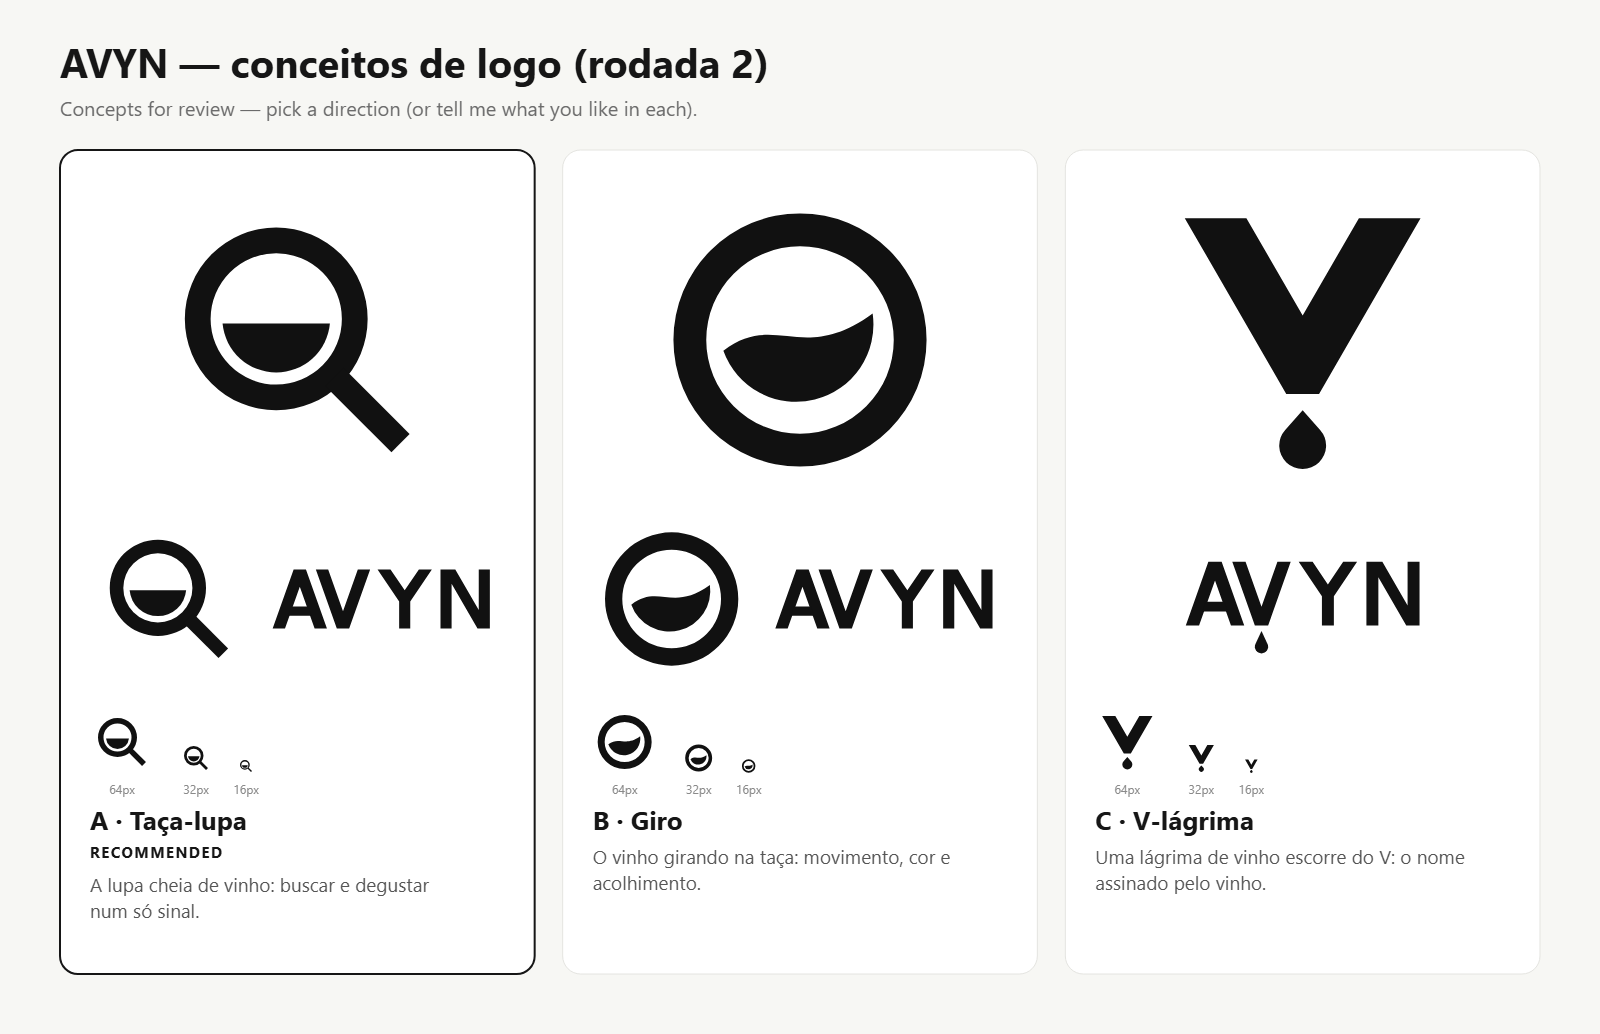 AVYN — conceitos de logo (rodada 2)
Concepts for review — pick a direction (or tell me what you like in each).
AVYN
64px 32px 16px
A · Taça-lupa
RECOMMENDED
A lupa cheia de vinho: buscar e degustar
num só sinal.
AVYN
64px 32px 16px
B · Giro
O vinho girando na taça: movimento, cor e
acolhimento.
V
AVYN
V V V
64px 32px 16px
C · V-lágrima
Uma lágrima de vinho escorre do V: o nome
assinado pelo vinho.